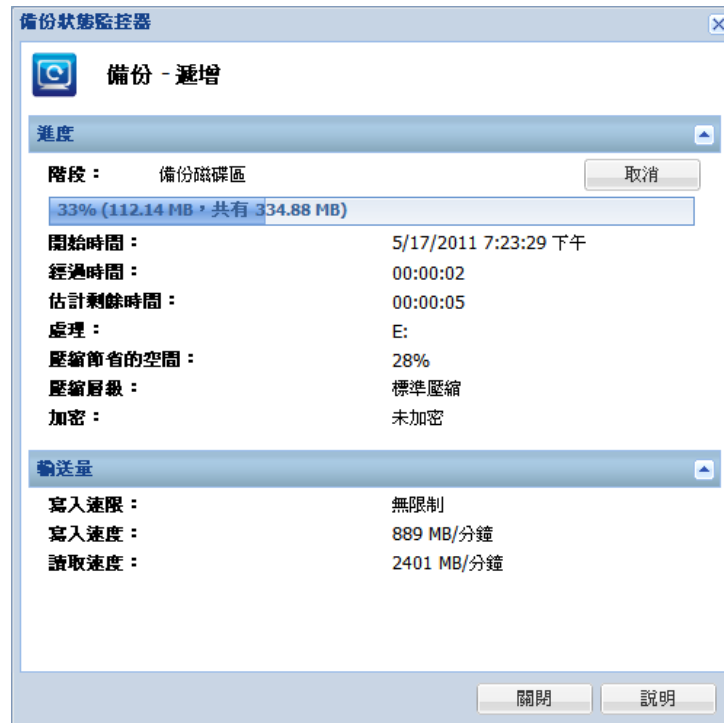 備份狀態監控器
備份 - 遞增
進度
階段： 備份磁碟區 取消
33% (112.14 MB，共有 334.88 MB)
開始時間： 5/17/2011 7:23:29 下午
經過時間： 00:00:02
估計剩餘時間： 00:00:05
處理： E:
壓縮節省的空間： 28%
壓縮層級： 標準壓縮
加密： 未加密
輸送量
寫入速限： 無限制
寫入速度： 889 MB/分鐘
讀取速度： 2401 MB/分鐘
關閉 說明